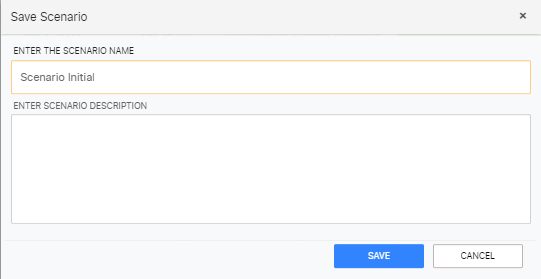 Save Scenario ×
ENTER THE SCENARIO NAME
Scenario Initial
ENTER SCENARIO DESCRIPTION
SAVE CANCEL